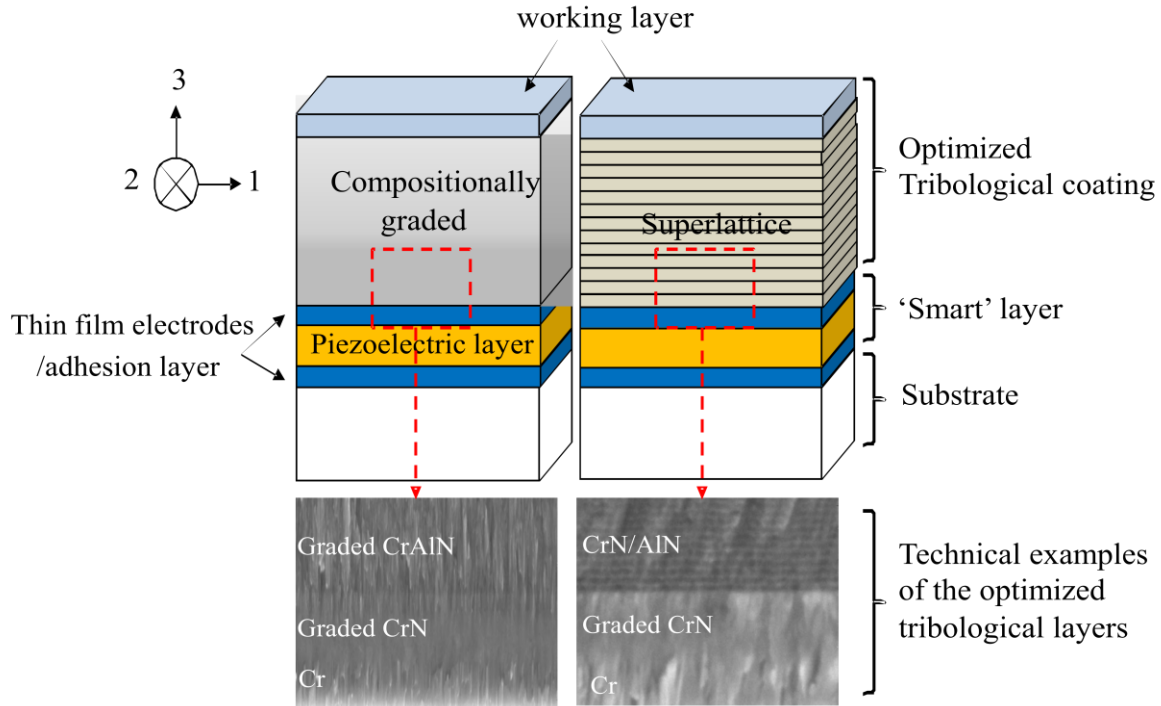 working layer
3
2
1
Compositionally
graded
Superlattice
Optimized
Tribological coating
Thin film electrodes
/adhesion layer
Piezoelectric layer
‘Smart’ layer
Substrate
Graded CrAlN
Graded CrN
Cr
CrN/AlN
Graded CrN
Cr
Technical examples
of the optimized
tribological layers